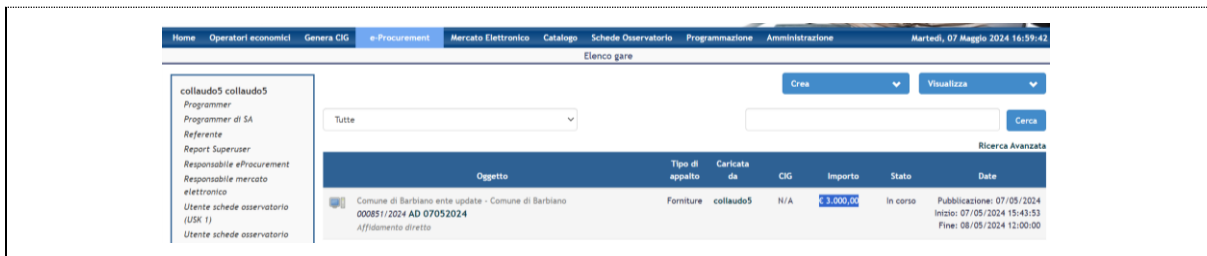 Home Operatori economici Genera CIG e-Procurement Mercato Elettronico Catalogo Schede Osservatorio Programmazione Amministrazione Martedì, 07 Maggio 2024 16:59:42
Elenco gare
collaudo5 collaudo5
Programmer
Programmer di SA
Referente
Report Superuser
Responsabile eProcurement
Responsabile mercato
elettronico
Utente schede osservatorio
(USK 1)
Utente schede osservatorio
Crea Visualizza
Tutte Cerca
Ricerca Avanzata
Oggetto Tipo di appalto Caricata da CIG Importo Stato Date
Comune di Barbiano ente update - Comune di Barbiano
000851/2024 AD 07052024
Affidamento diretto
Forniture collaudo5 N/A € 3.000,00 In corso
Pubblicazione: 07/05/2024
Inizio: 07/05/2024 15:43:53
Fine: 08/05/2024 12:00:00